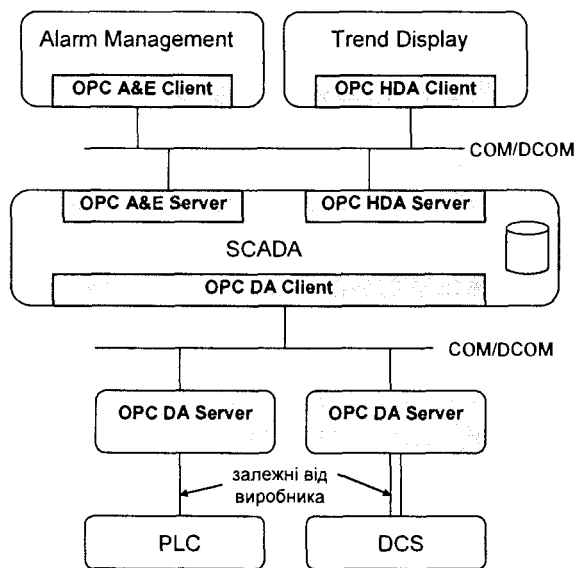 Alarm Management
Trend Display
OPC A&E Client
OPC HDA Client
COM/DCOM
OPC A&E Server
OPC HDA Server
SCADA
OPC DA Client
COM/DCOM
OPC DA Server
OPC DA Server
залежні від
виробника
PLC
DCS